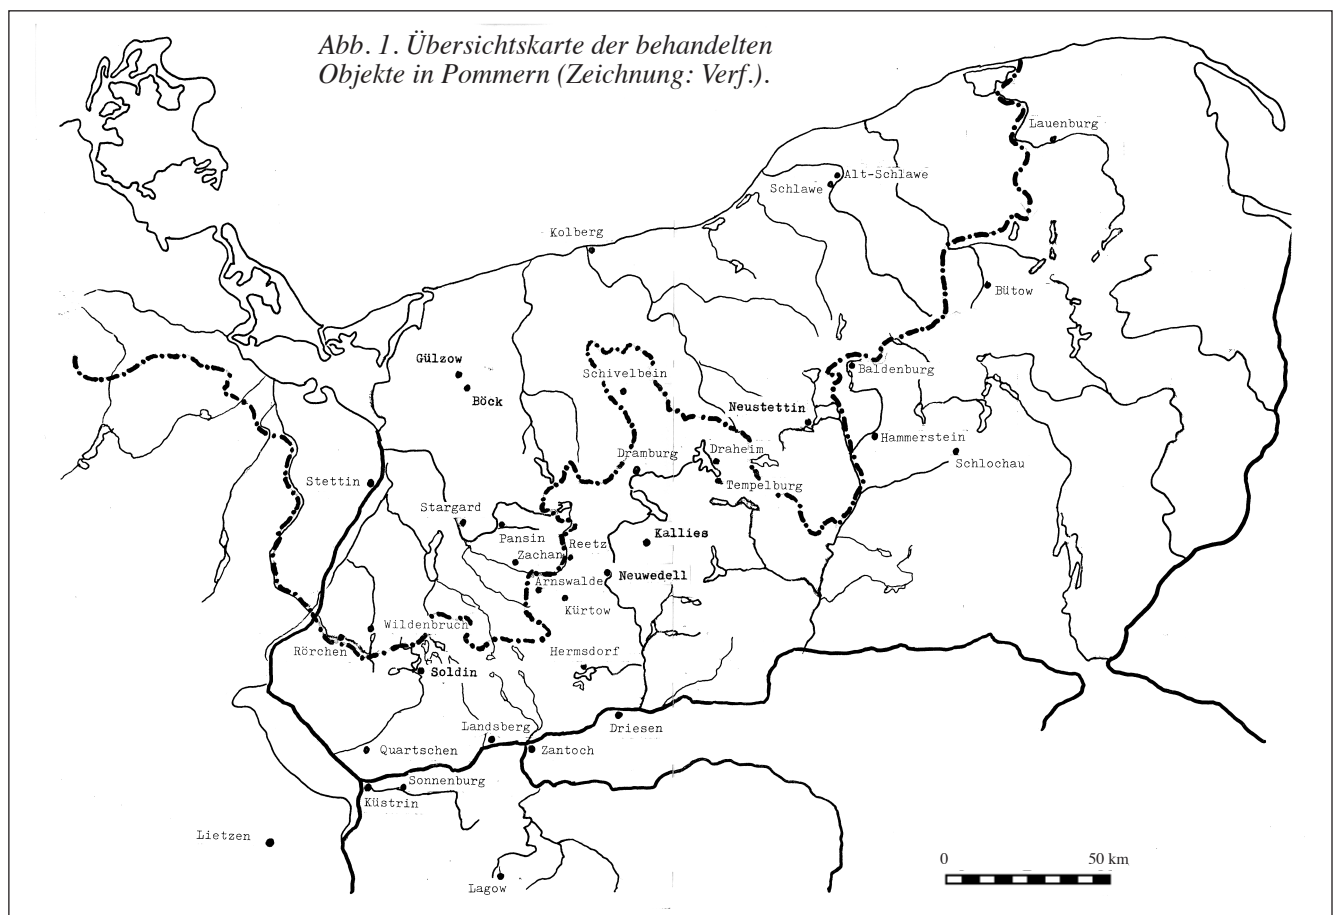 Abb. 1. Übersichtskarte der behandelten
Objekte in Pommern (Zeichnung: Verf.).
Lauenburg
Alt-Schlawe
Schlawe
Kolberg
Bütow
Gülzow
Böck
Schivelbein
Baldenburg
Neustettin
Hammerstein
Schlochau
Draheim
Dramburg
Tempelburg
Stettin
Stargard
Pansin
Reetz
Kallies
Zachan
Arnswalde
Neuwedell
Kürtow
Wildenbruch
Rörchen
Hermsdorf
Soldin
Landsberg
Driesen
Quartschen
Zantoch
Sonnenburg
Küstrin
Lietzen
Lagow
0 50 km